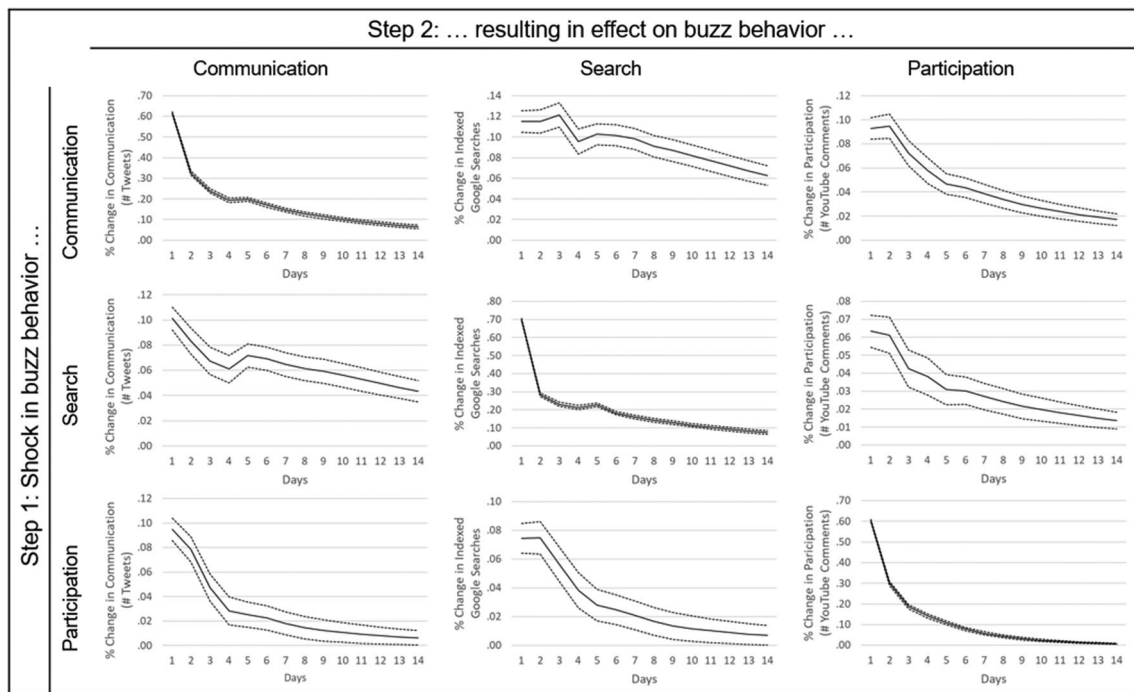 Step 2: … resulting in effect on buzz behavior …
Communication
Search
Participation
Step 1: Shock in buzz behavior …
Communication
% Change in Communication
(# Tweets)
.70
.60
.50
.40
.30
.20
.10
.00
1 2 3 4 5 6 7 8 9 10 11 12 13 14
Days
% Change in Indexed
Google Searches
.14
.12
.10
.08
.06
.04
.02
.00
1 2 3 4 5 6 7 8 9 10 11 12 13 14
Days
% Change in Participation
(# YouTube Comments)
.12
.10
.08
.06
.04
.02
.00
1 2 3 4 5 6 7 8 9 10 11 12 13 14
Days
Search
% Change in Communication
(# Tweets)
.12
.10
.08
.06
.04
.02
.00
1 2 3 4 5 6 7 8 9 10 11 12 13 14
Days
% Change in Indexed
Google Searches
.80
.70
.60
.50
.40
.30
.20
.10
.00
1 2 3 4 5 6 7 8 9 10 11 12 13 14
Days
% Change in Participation
(# YouTube Comments)
.08
.07
.06
.05
.04
.03
.02
.01
.00
1 2 3 4 5 6 7 8 9 10 11 12 13 14
Days
Participation
% Change in Communication
(# Tweets)
.12
.10
.08
.06
.04
.02
.00
1 2 3 4 5 6 7 8 9 10 11 12 13 14
Days
% Change in Indexed
Google Searches
.10
.08
.06
.04
.02
.00
1 2 3 4 5 6 7 8 9 10 11 12 13 14
Days
% Change in Paricipation
(# YouTube Comments)
.70
.60
.50
.40
.30
.20
.10
.00
1 2 3 4 5 6 7 8 9 10 11 12 13 14
Days